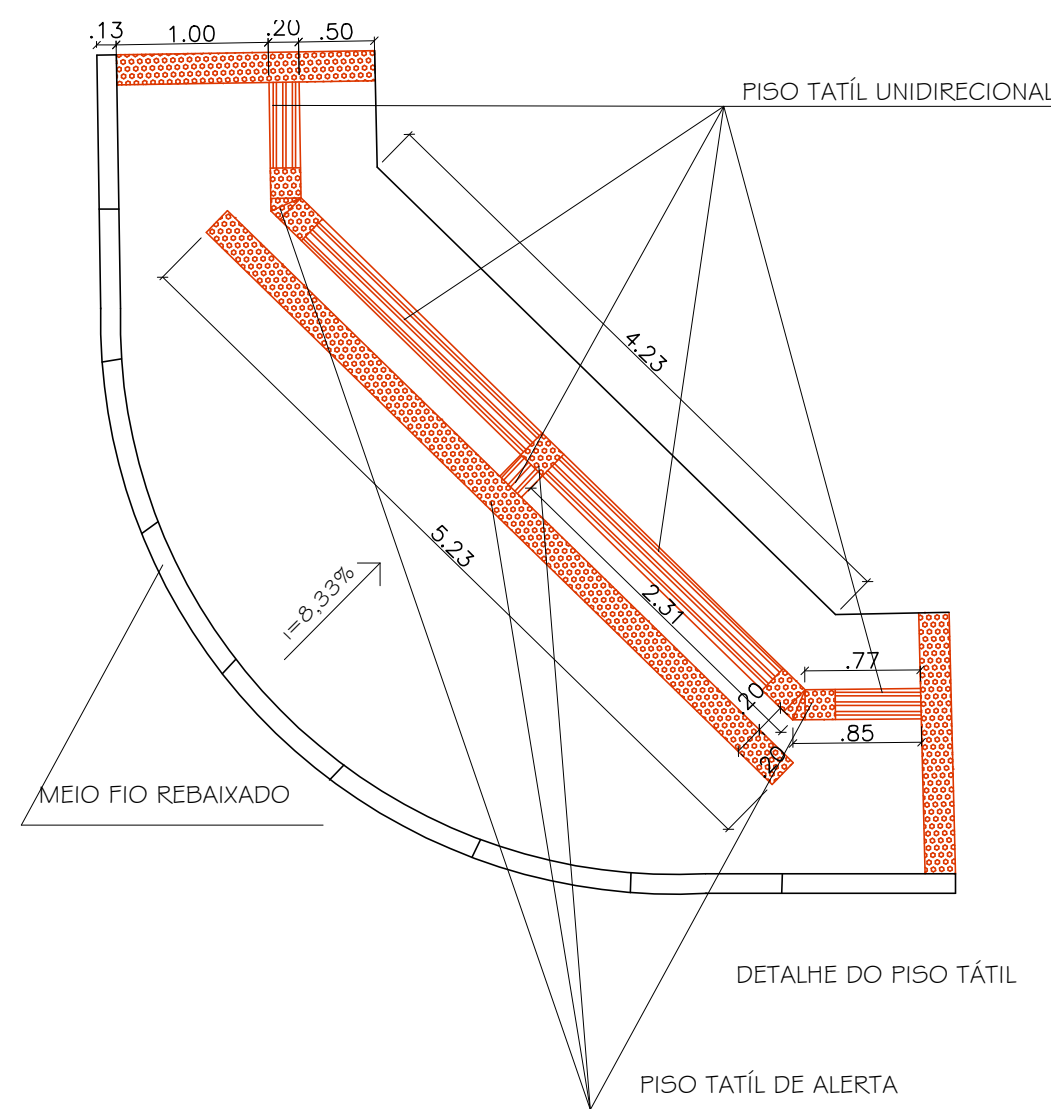 .13 1.00 .20 .50
PISO TATÍL UNIDIRECIONAL
4.23
5.23
i=8,33%
2.31
.77
.20
.85
.20
MEIO FIO REBAIXADO
DETALHE DO PISO TÁTIL
PISO TATÍL DE ALERTA